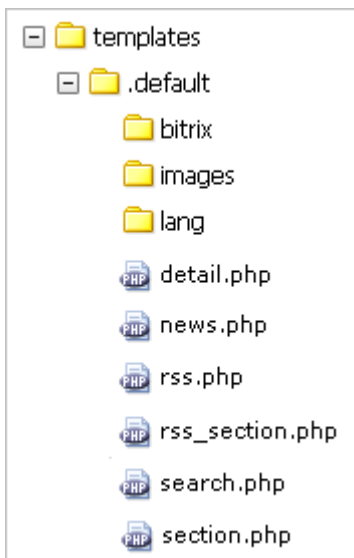 templates
.default
bitrix
images
lang
detail.php
news.php
rss.php
rss_section.php
search.php
section.php